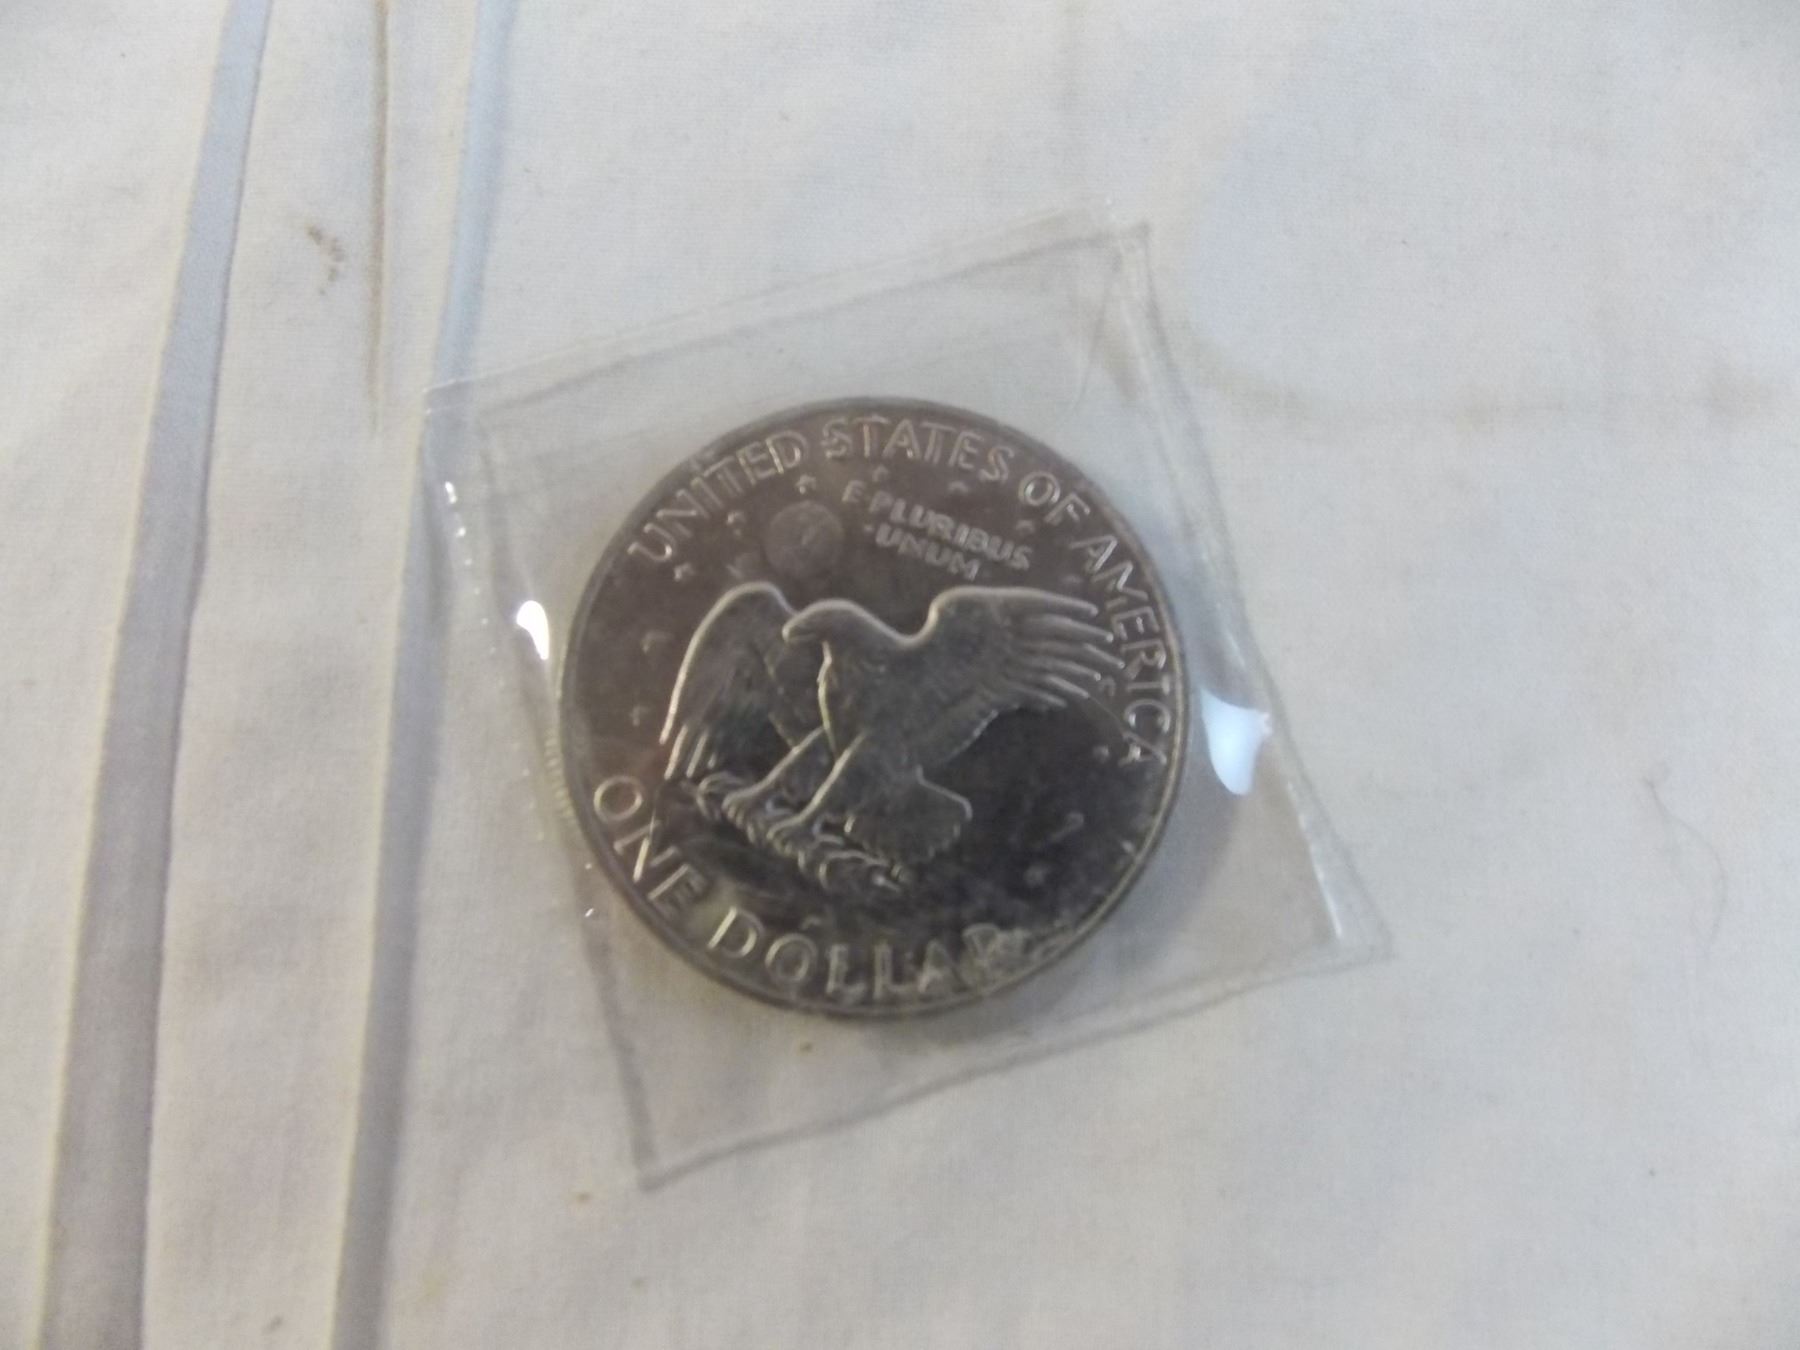 UNITED STATES OF AMERICA
E PLURIBUS
UNUM
ONE DOLLAR